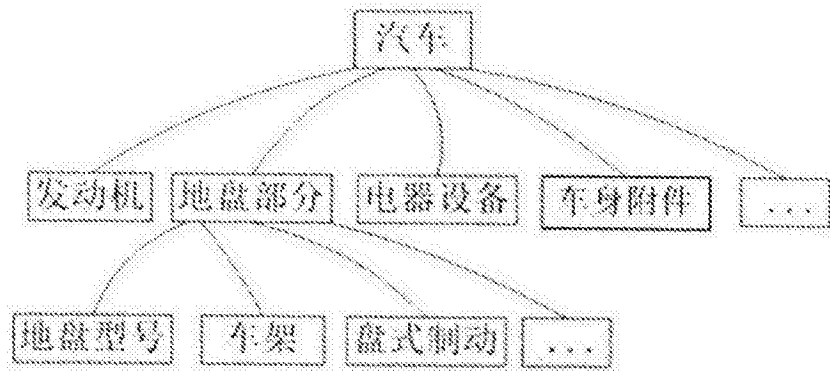 汽车
发动机 地盘部分 电器设备 车身附件 ...
地盘型号 车架 盘式制动 ...